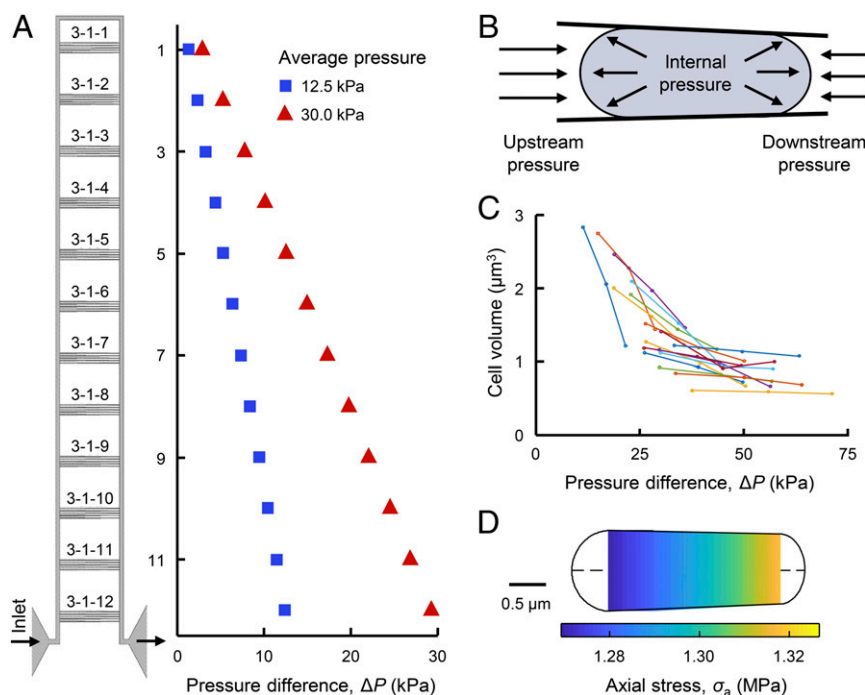 A
3-1-1
3-1-2
3-1-3
3-1-4
3-1-5
3-1-6
3-1-7
3-1-8
3-1-9
3-1-10
3-1-11
3-1-12
Inlet
1
3
5
7
9
11
Average pressure
12.5 kPa
30.0 kPa
0
10
20
30
Pressure difference, ΔP (kPa)
B
Internal
pressure
Upstream
pressure
Downstream
pressure
C
Cell volume (μm³)
3
2
1
0
0
25
50
75
Pressure difference, ΔP (kPa)
D
0.5 μm
1.28
1.30
1.32
Axial stress, σₐ (MPa)